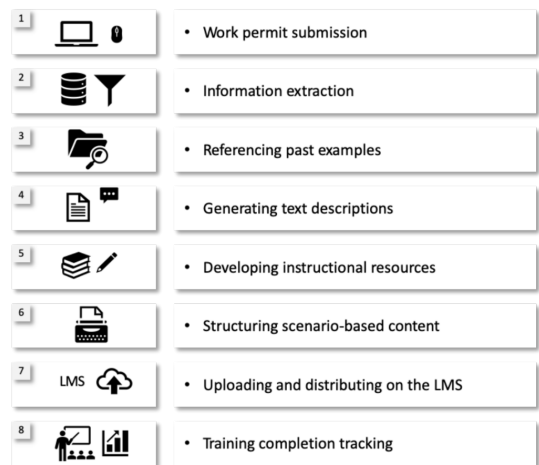 1
• Work permit submission
2
• Information extraction
3
• Referencing past examples
4
• Generating text descriptions
5
• Developing instructional resources
6
• Structuring scenario-based content
7
LMS
• Uploading and distributing on the LMS
8
• Training completion tracking